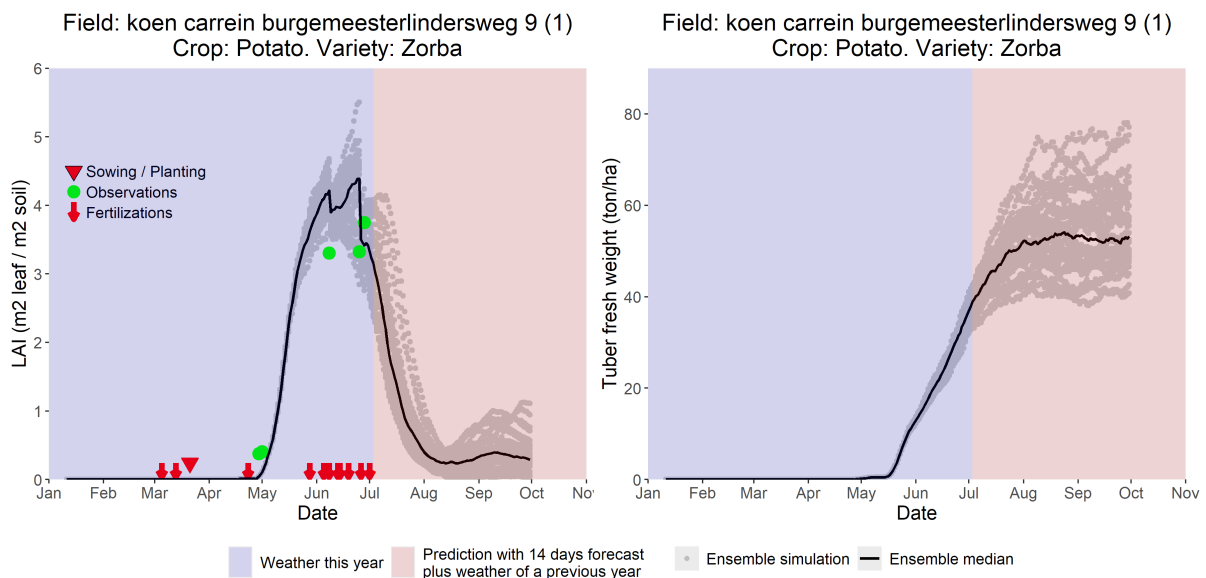 Field: koen carrein burgemeesterlindersweg 9 (1)
Crop: Potato. Variety: Zorba
6
5
4
3
2
1
0
LAI (m2 leaf / m2 soil)
Sowing / Planting
Observations
Fertilizations
Jan Feb Mar Apr May Jun Jul Aug Sep Oct Nov
Date
Field: koen carrein burgemeesterlindersweg 9 (1)
Crop: Potato. Variety: Zorba
80
60
40
20
0
Tuber fresh weight (ton/ha)
Jan Feb Mar Apr May Jun Jul Aug Sep Oct Nov
Date
Weather this year
Prediction with 14 days forecast
plus weather of a previous year
Ensemble simulation
Ensemble median